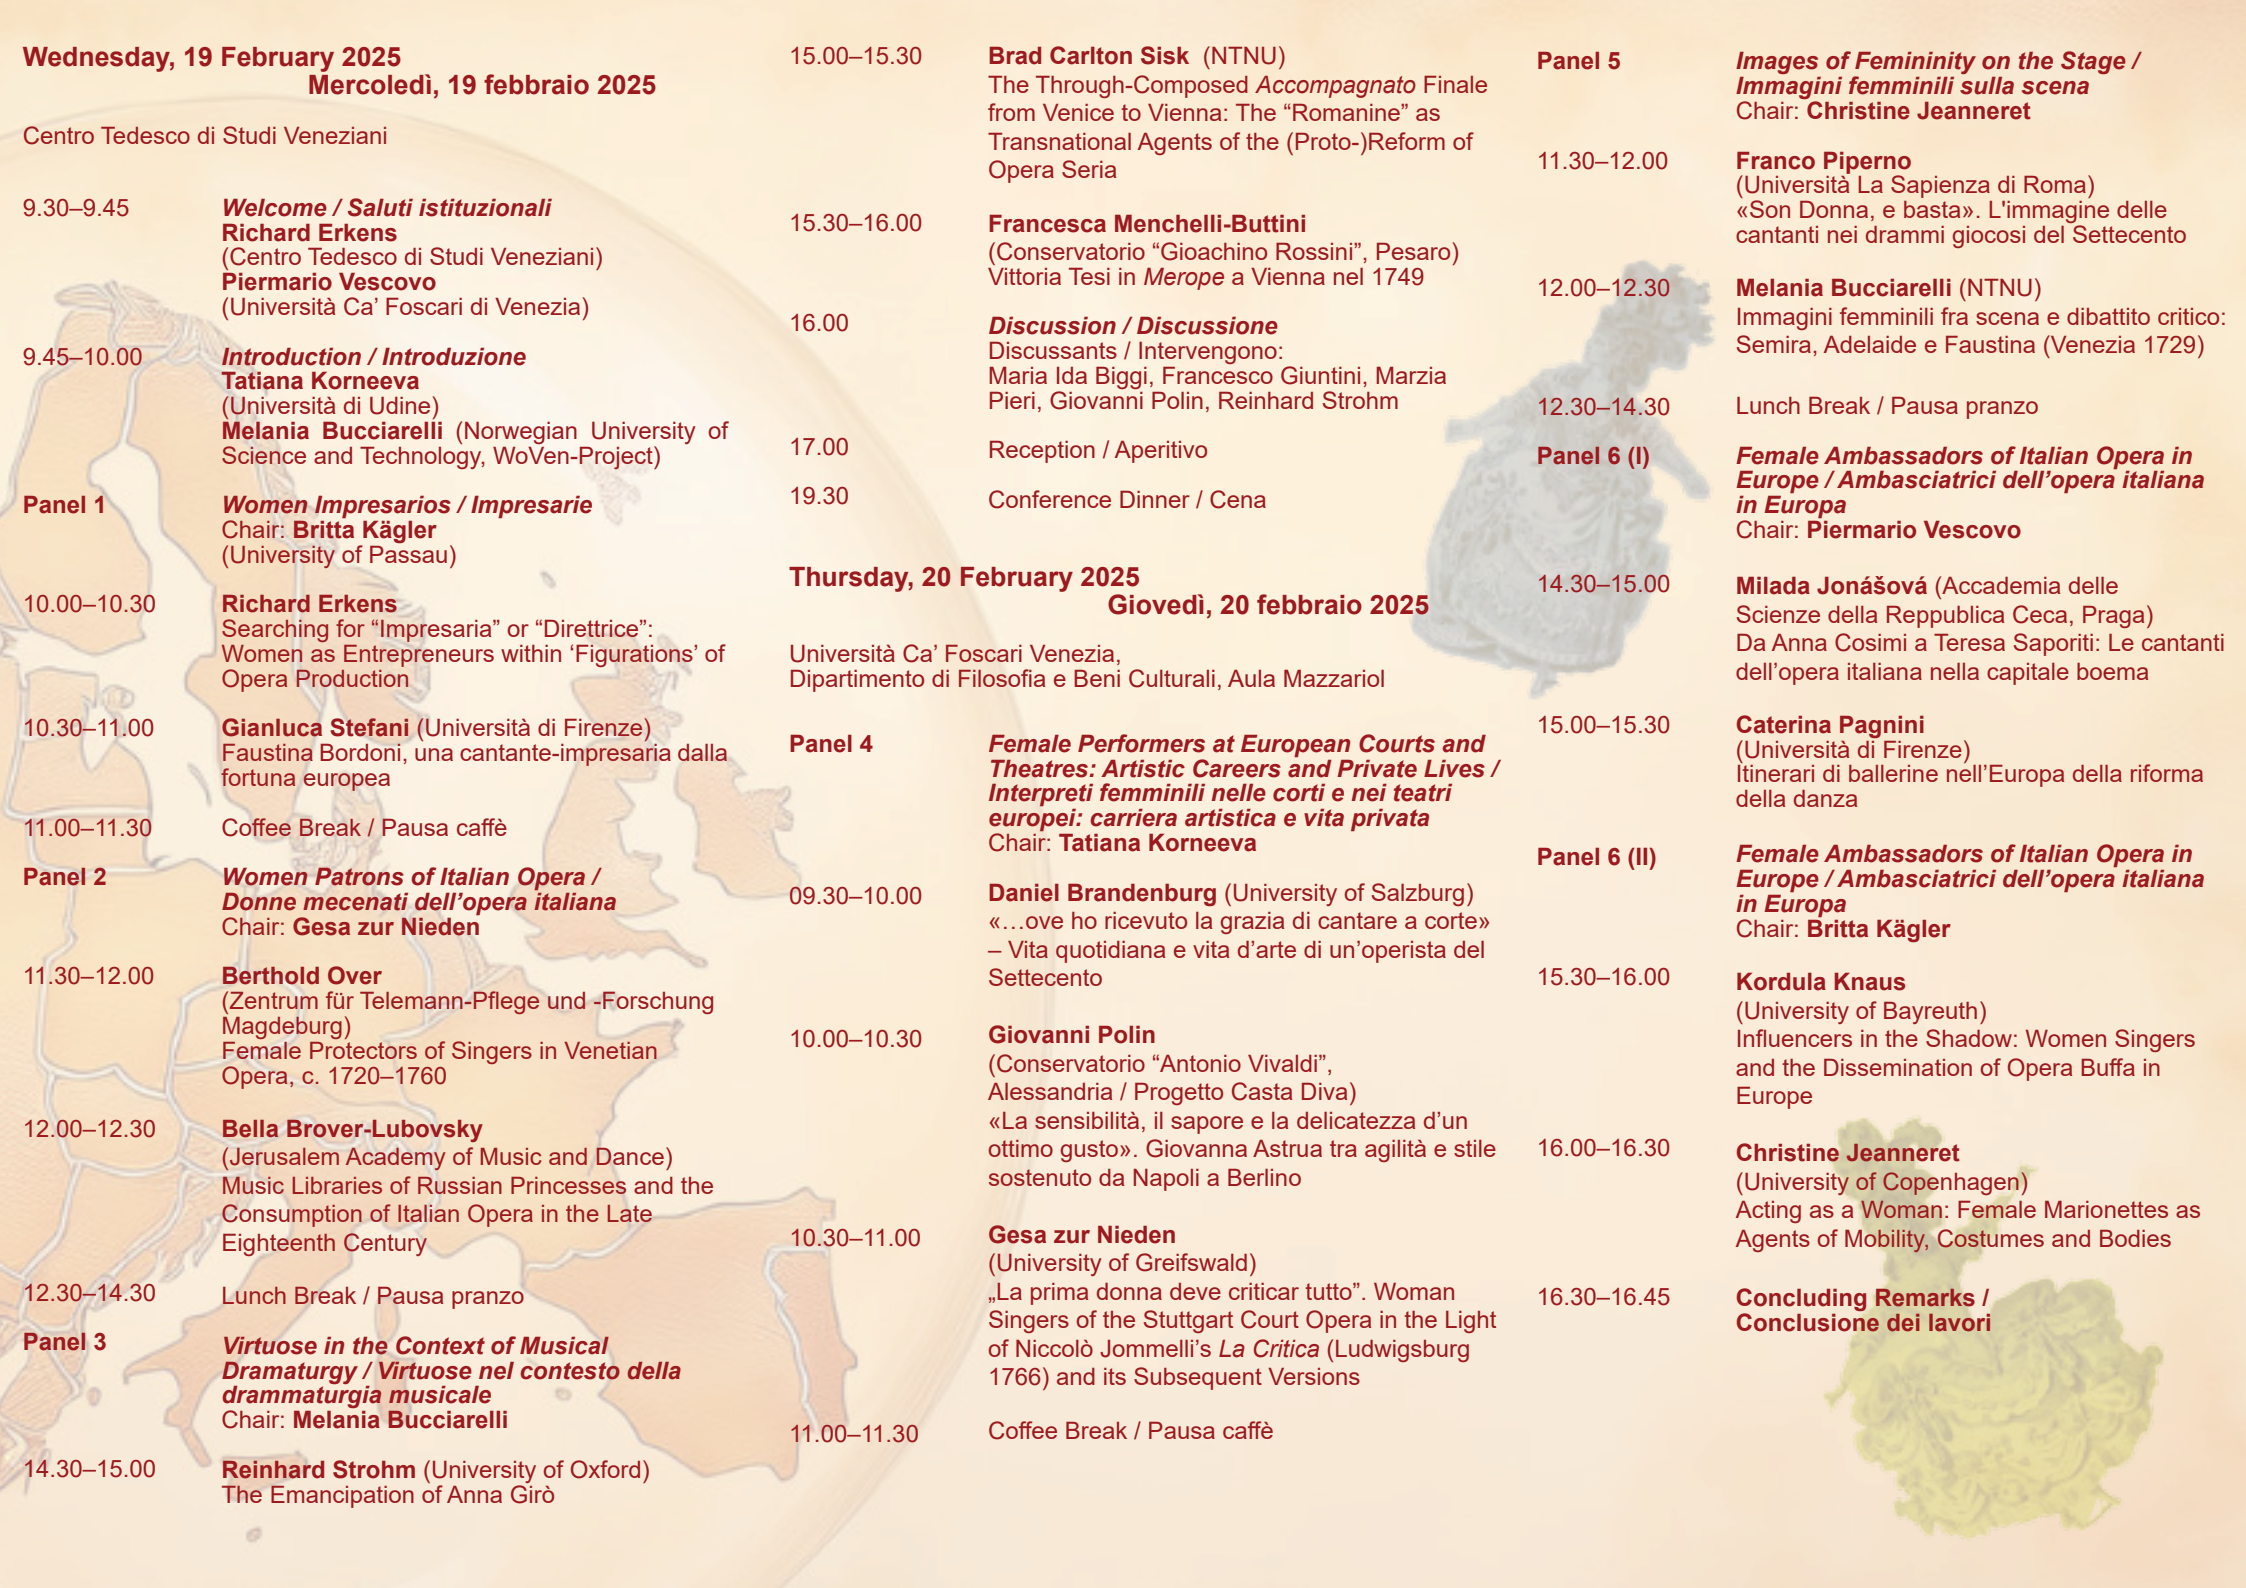 Wednesday, 19 February 2025
Mercoledì, 19 febbraio 2025
Centro Tedesco di Studi Veneziani
9.30–9.45 Welcome / Saluti istituzionali
Richard Erkens
(Centro Tedesco di Studi Veneziani)
Piermario Vescovo
(Università Ca’ Foscari di Venezia)
9.45–10.00 Introduction / Introduzione
Tatiana Korneeva
(Università di Udine)
Melania Bucciarelli (Norwegian University of
Science and Technology, WoVen-Project)
Panel 1 Women Impresarios / Impresarie
Chair: Britta Kägler
(University of Passau)
10.00–10.30 Richard Erkens
Searching for “Impresaria” or “Direttrice”:
Women as Entrepreneurs within ‘Figurations’ of
Opera Production
10.30–11.00 Gianluca Stefani (Università di Firenze)
Faustina Bordoni, una cantante-impresaria dalla
fortuna europea
11.00–11.30 Coffee Break / Pausa caffè
Panel 2 Women Patrons of Italian Opera /
Donne mecenati dell’opera italiana
Chair: Gesa zur Nieden
11.30–12.00 Berthold Over
(Zentrum für Telemann-Pflege und -Forschung
Magdeburg)
Female Protectors of Singers in Venetian
Opera, c. 1720–1760
12.00–12.30 Bella Brover-Lubovsky
(Jerusalem Academy of Music and Dance)
Music Libraries of Russian Princesses and the
Consumption of Italian Opera in the Late
Eighteenth Century
12.30–14.30 Lunch Break / Pausa pranzo
Panel 3 Virtuose in the Context of Musical
Dramaturgy / Virtuose nel contesto della
drammaturgia musicale
Chair: Melania Bucciarelli
14.30–15.00 Reinhard Strohm (University of Oxford)
The Emancipation of Anna Girò
15.00–15.30 Brad Carlton Sisk (NTNU)
The Through-Composed Accompagnato Finale
from Venice to Vienna: The “Romanine” as
Transnational Agents of the (Proto-)Reform of
Opera Seria
15.30–16.00 Francesca Menchelli-Buttini
(Conservatorio “Gioachino Rossini”, Pesaro)
Vittoria Tesi in Merope a Vienna nel 1749
16.00 Discussion / Discussione
Discussants / Intervengono:
Maria Ida Biggi, Francesco Giuntini, Marzia
Pieri, Giovanni Polin, Reinhard Strohm
17.00 Reception / Aperitivo
19.30 Conference Dinner / Cena
Thursday, 20 February 2025
Giovedì, 20 febbraio 2025
Università Ca’ Foscari Venezia,
Dipartimento di Filosofia e Beni Culturali, Aula Mazzariol
Panel 4 Female Performers at European Courts and
Theatres: Artistic Careers and Private Lives /
Interpreti femminili nelle corti e nei teatri
europei: carriera artistica e vita privata
Chair: Tatiana Korneeva
09.30–10.00 Daniel Brandenburg (University of Salzburg)
«…ove ho ricevuto la grazia di cantare a corte»
– Vita quotidiana e vita d’arte di un’operista del
Settecento
10.00–10.30 Giovanni Polin
(Conservatorio “Antonio Vivaldi”,
Alessandria / Progetto Casta Diva)
«La sensibilità, il sapore e la delicatezza d’un
ottimo gusto». Giovanna Astrua tra agilità e stile
sostenuto da Napoli a Berlino
10.30–11.00 Gesa zur Nieden
(University of Greifswald)
„La prima donna deve criticar tutto”. Woman
Singers of the Stuttgart Court Opera in the Light
of Niccolò Jommelli’s La Critica (Ludwigsburg
1766) and its Subsequent Versions
11.00–11.30 Coffee Break / Pausa caffè
Panel 5 Images of Femininity on the Stage /
Immagini femminili sulla scena
Chair: Christine Jeanneret
11.30–12.00 Franco Piperno
(Università La Sapienza di Roma)
«Son Donna, e basta». L'immagine delle
cantanti nei drammi giocosi del Settecento
12.00–12.30 Melania Bucciarelli (NTNU)
Immagini femminili fra scena e dibattito critico:
Semira, Adelaide e Faustina (Venezia 1729)
12.30–14.30 Lunch Break / Pausa pranzo
Panel 6 (I) Female Ambassadors of Italian Opera in
Europe / Ambasciatrici dell’opera italiana
in Europa
Chair: Piermario Vescovo
14.30–15.00 Milada Jonášová (Accademia delle
Scienze della Reppublica Ceca, Praga)
Da Anna Cosimi a Teresa Saporiti: Le cantanti
dell’opera italiana nella capitale boema
15.00–15.30 Caterina Pagnini
(Università di Firenze)
Itinerari di ballerine nell’Europa della riforma
della danza
Panel 6 (II) Female Ambassadors of Italian Opera in
Europe / Ambasciatrici dell’opera italiana
in Europa
Chair: Britta Kägler
15.30–16.00 Kordula Knaus
(University of Bayreuth)
Influencers in the Shadow: Women Singers
and the Dissemination of Opera Buffa in
Europe
16.00–16.30 Christine Jeanneret
(University of Copenhagen)
Acting as a Woman: Female Marionettes as
Agents of Mobility, Costumes and Bodies
16.30–16.45 Concluding Remarks /
Conclusione dei lavori